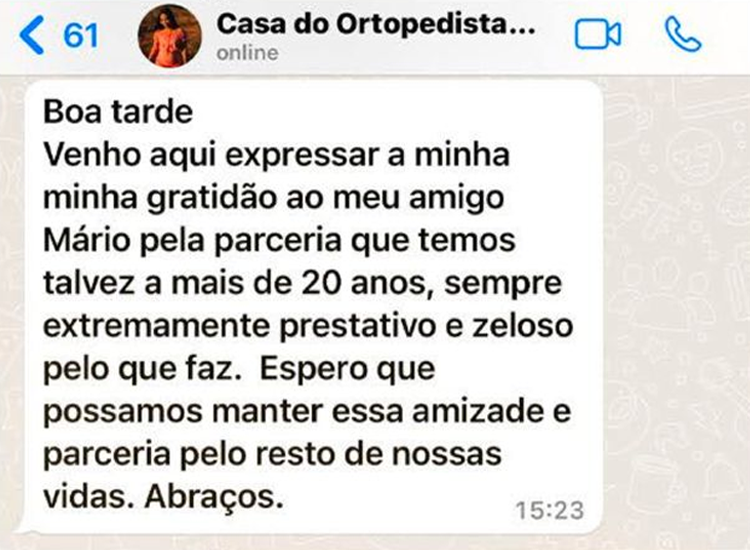 61
Casa do Ortopedista...
online
Boa tarde
Venho aqui expressar a minha
minha gratidão ao meu amigo
Mário pela parceria que temos
talvez a mais de 20 anos, sempre
extremamente prestativo e zeloso
pelo que faz.  Espero que
possamos manter essa amizade e
parceria pelo resto de nossas
vidas. Abraços.
15:23